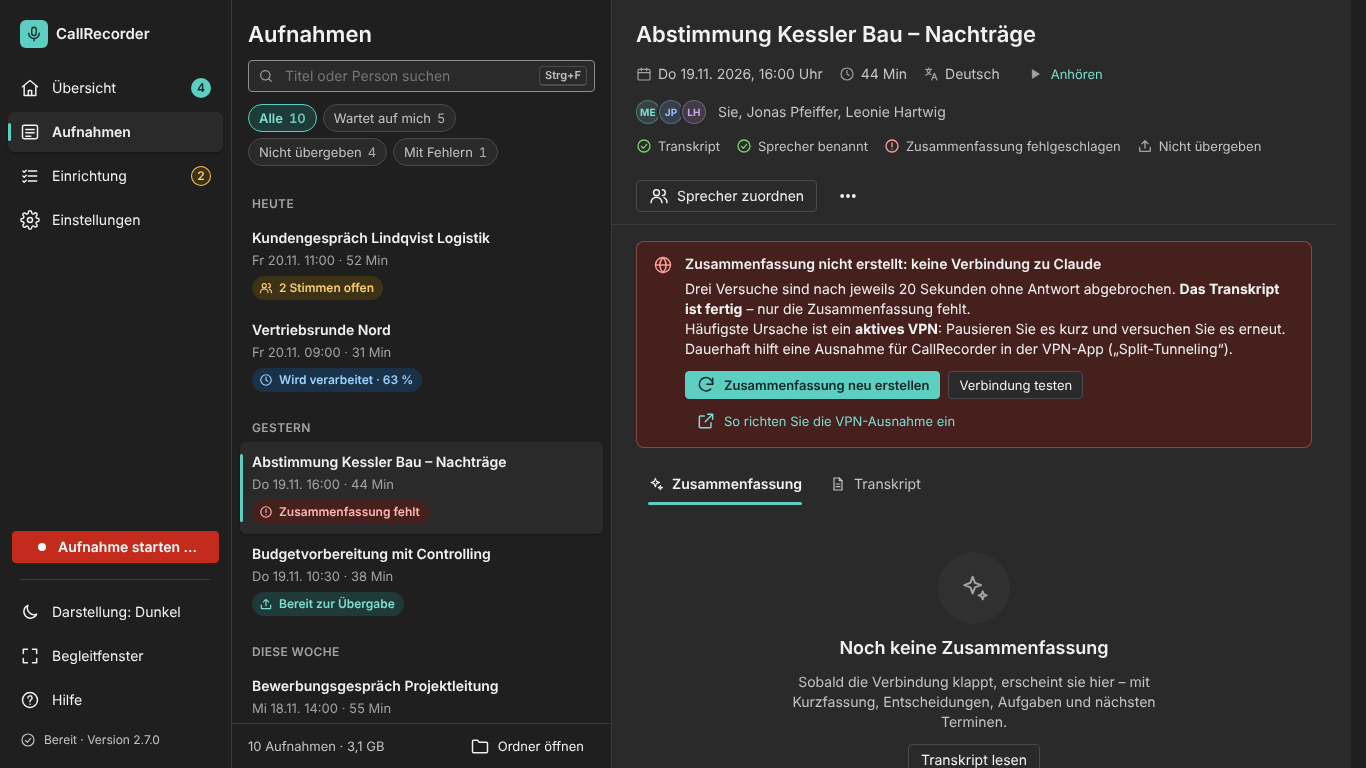 CallRecorder
Übersicht 4
Aufnahmen
Einrichtung 2
Einstellungen
Aufnahme starten …
Darstellung: Dunkel
Begleitfenster
Hilfe
Bereit · Version 2.7.0
Aufnahmen
Titel oder Person suchen Strg+F
Alle 10 Wartet auf mich 5
Nicht übergeben 4 Mit Fehlern 1
HEUTE
Kundengespräch Lindqvist Logistik
Fr 20.11. 11:00 · 52 Min
2 Stimmen offen
Vertriebsrunde Nord
Fr 20.11. 09:00 · 31 Min
Wird verarbeitet · 63 %
GESTERN
Abstimmung Kessler Bau – Nachträge
Do 19.11. 16:00 · 44 Min
Zusammenfassung fehlt
Budgetvorbereitung mit Controlling
Do 19.11. 10:30 · 38 Min
Bereit zur Übergabe
DIESE WOCHE
Bewerbungsgespräch Projektleitung
Mi 18.11. 14:00 · 55 Min
10 Aufnahmen · 3,1 GB Ordner öffnen
Abstimmung Kessler Bau – Nachträge
Do 19.11. 2026, 16:00 Uhr 44 Min Deutsch Anhören
ME JP LH Sie, Jonas Pfeiffer, Leonie Hartwig
Transkript Sprecher benannt Zusammenfassung fehlgeschlagen Nicht übergeben
Sprecher zuordnen
Zusammenfassung nicht erstellt: keine Verbindung zu Claude
Drei Versuche sind nach jeweils 20 Sekunden ohne Antwort abgebrochen. Das Transkript
ist fertig – nur die Zusammenfassung fehlt.
Häufigste Ursache ist ein aktives VPN: Pausieren Sie es kurz und versuchen Sie es erneut.
Dauerhaft hilft eine Ausnahme für CallRecorder in der VPN-App („Split-Tunneling“).
Zusammenfassung neu erstellen Verbindung testen
So richten Sie die VPN-Ausnahme ein
Zusammenfassung Transkript
Noch keine Zusammenfassung
Sobald die Verbindung klappt, erscheint sie hier – mit
Kurzfassung, Entscheidungen, Aufgaben und nächsten
Terminen.
Transkript lesen